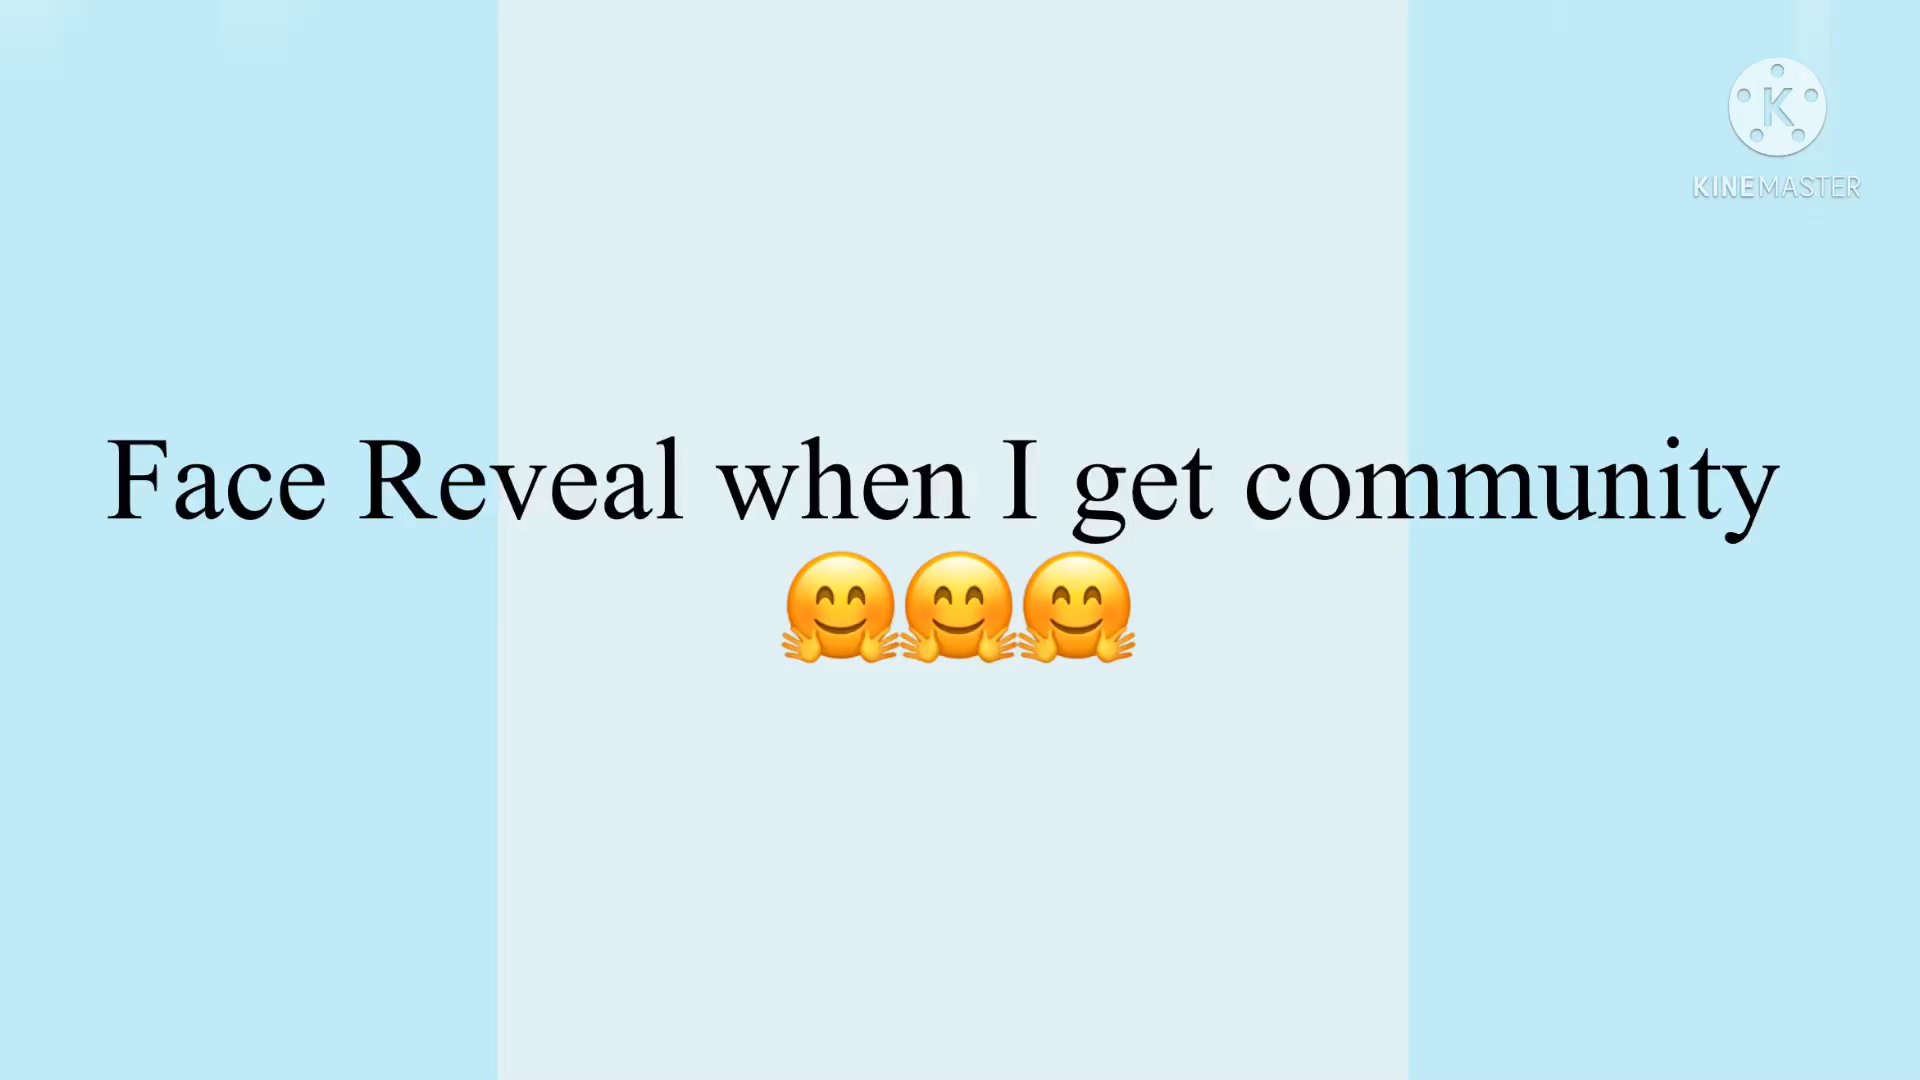 K
KINEMASTER
Face Reveal when I get community
🤗🤗🤗